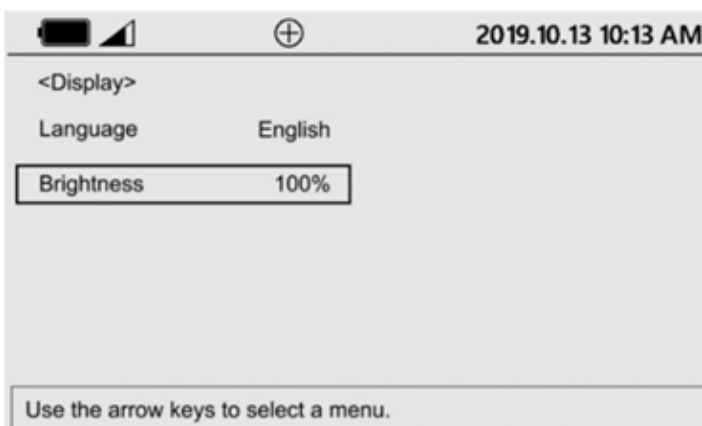 2019.10.13 10:13 AM
<Display>
Language English
Brightness 100%
Use the arrow keys to select a menu.